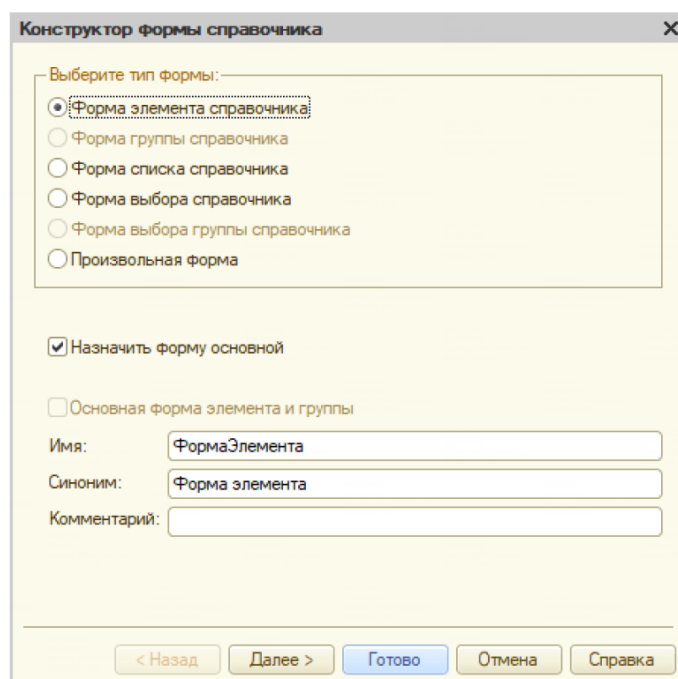 Конструктор формы справочника
Выберите тип формы:
Форма элемента справочника
Форма группы справочника
Форма списка справочника
Форма выбора справочника
Форма выбора группы справочника
Произвольная форма
Назначить форму основной
Основная форма элемента и группы
Имя: ФормаЭлемента
Синоним: Форма элемента
Комментарий:
< Назад Далее > Готово Отмена Справка